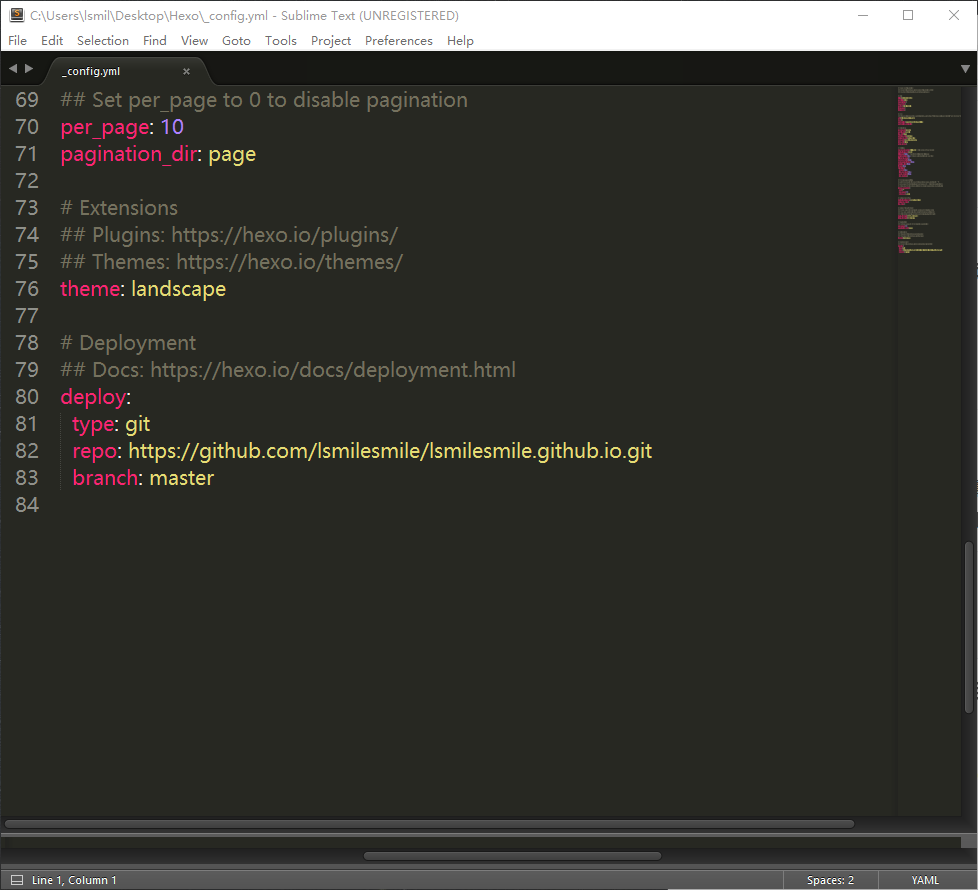 C:\Users\lsmil\Desktop\Hexo\_config.yml - Sublime Text (UNREGISTERED)
File Edit Selection Find View Goto Tools Project Preferences Help
_config.yml ×
69 ## Set per_page to 0 to disable pagination
70 per_page: 10
71 pagination_dir: page
72
73 # Extensions
74 ## Plugins: https://hexo.io/plugins/
75 ## Themes: https://hexo.io/themes/
76 theme: landscape
77
78 # Deployment
79 ## Docs: https://hexo.io/docs/deployment.html
80 deploy:
81   type: git
82   repo: https://github.com/lsmilesmile/lsmilesmile.github.io.git
83   branch: master
84
Line 1, Column 1 Spaces: 2 YAML